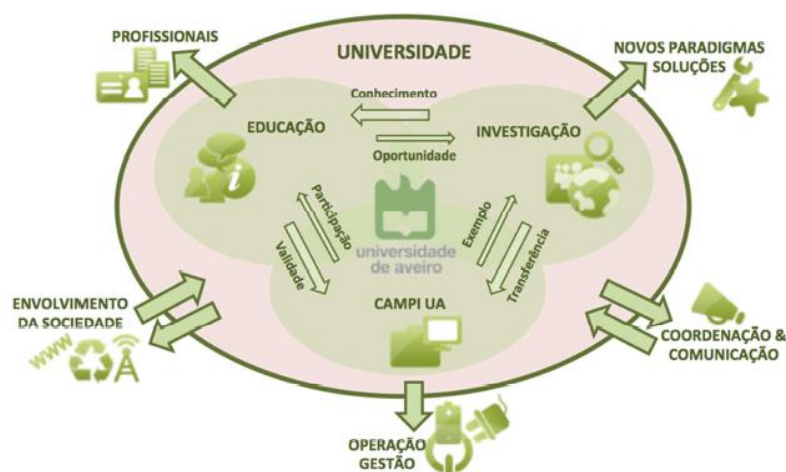 PROFISSIONAIS
UNIVERSIDADE
NOVOS PARADIGMAS
SOLUÇÕES
Conhecimento
EDUCAÇÃO
INVESTIGAÇÃO
Oportunidade
Participação
Validade
Exemplo
Transferência
universidade
de aveiro
ENVOLVIMENTO
DA SOCIEDADE
WWW
CAMPI UA
COORDENAÇÃO &
COMUNICAÇÃO
OPERAÇÃO
GESTÃO